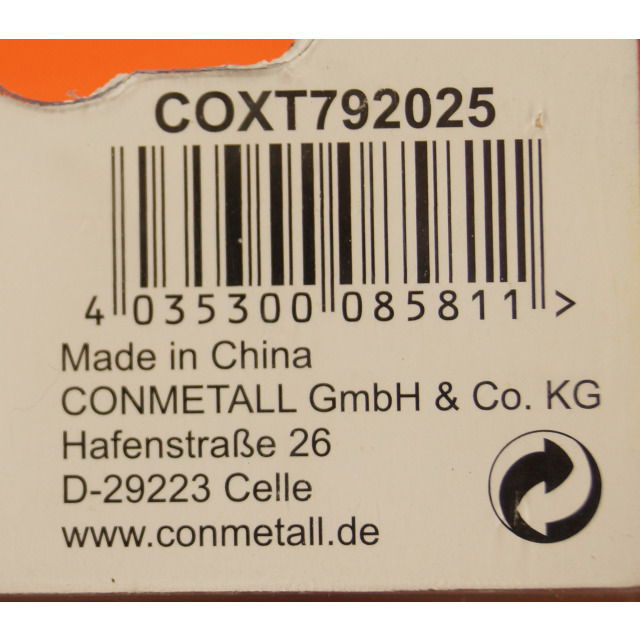 COXT792025
4 035300 085811 >
Made in China
CONMETALL GmbH & Co. KG
Hafenstraße 26
D-29223 Celle
www.conmetall.de